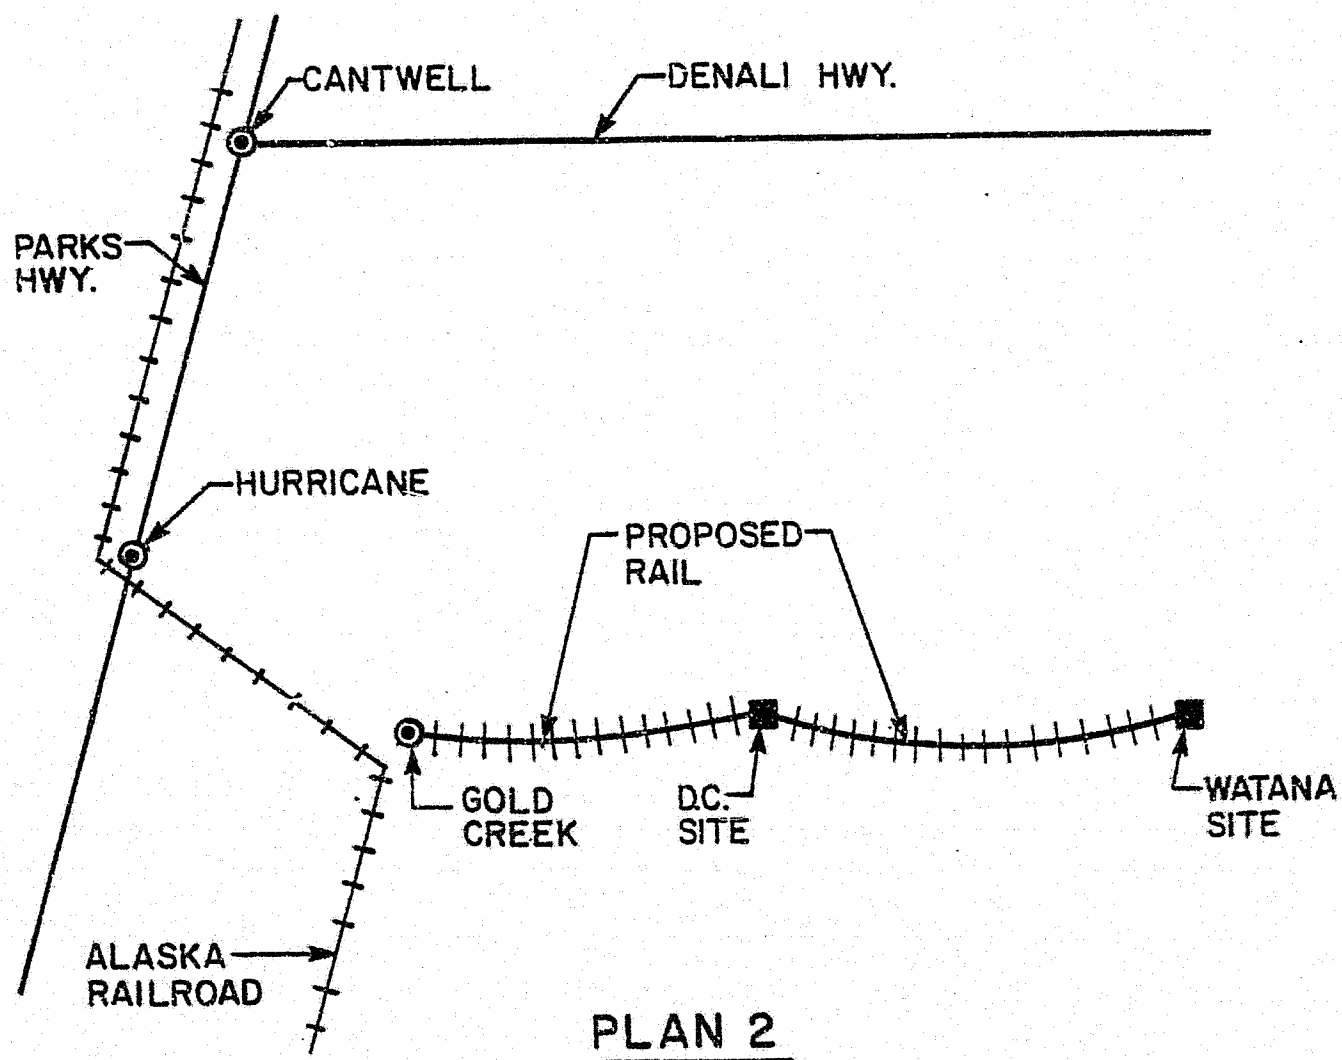 CANTWELL
DENALI HWY.
PARKS
HWY.
HURRICANE
PROPOSED
RAIL
GOLD
CREEK
D.C.
SITE
WATANA
SITE
ALASKA
RAILROAD
PLAN 2